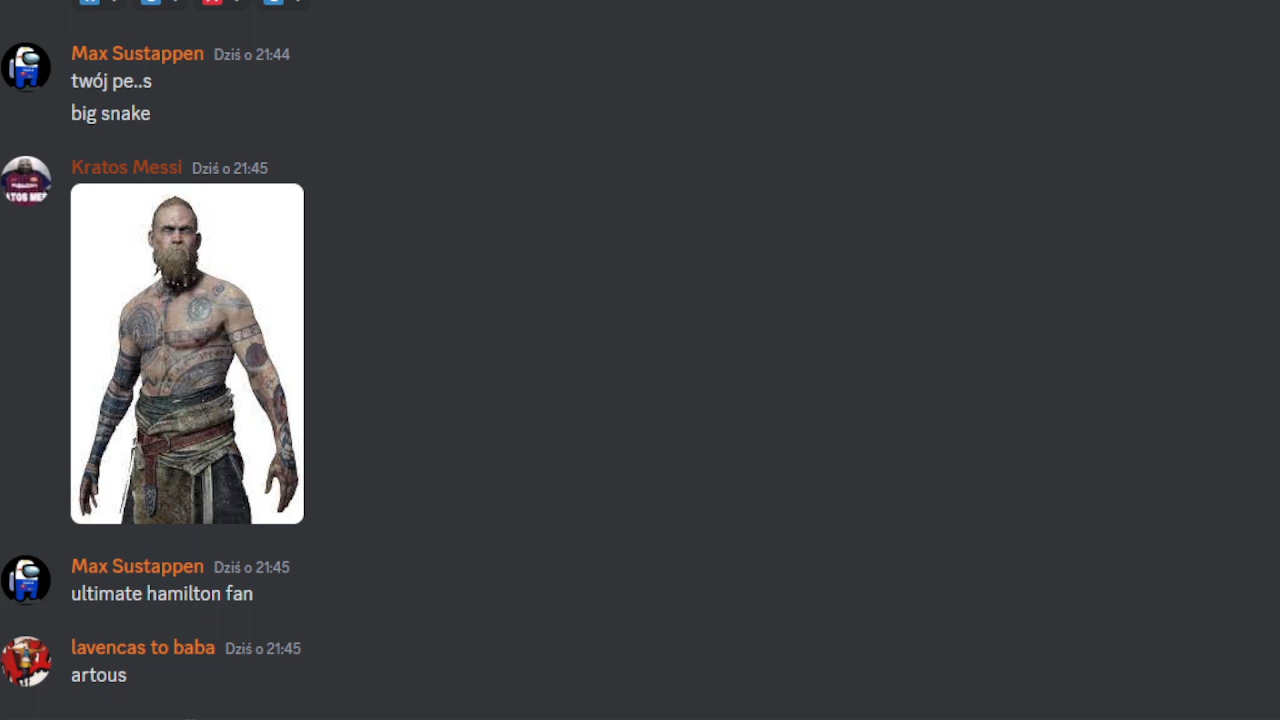 Max Sustappen Dziś o 21:44
twój pe..s
big snake
Kratos Messi Dziś o 21:45
Max Sustappen Dziś o 21:45
ultimate hamilton fan
lavencas to baba Dziś o 21:45
artous